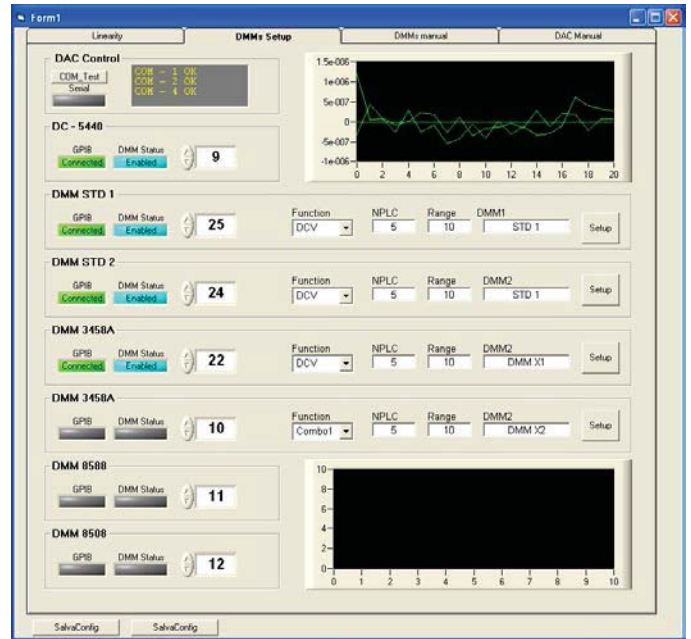 Form1
Linearity DMMs Setup DMMs manual DAC Manual
DAC Control
COM_Test
Serial
COM - 1 OK
COM - 2 OK
COM - 4 OK
1.5e-006
1e-006
5e-007
0
-5e-007
-1e-006
0 2 4 6 8 10 12 14 16 18 20
DC - 5440
GPIB DMM Status
Connected Enabled 9
DMM STD 1
GPIB DMM Status Function NPLC Range DMM1
Connected Enabled 25 DCV 5 10 STD 1 Setup
DMM STD 2
GPIB DMM Status Function NPLC Range DMM2
Connected Enabled 24 DCV 5 10 STD 1 Setup
DMM 3458A
GPIB DMM Status Function NPLC Range DMM2
Connected Enabled 22 DCV 5 10 DMM X1 Setup
DMM 3458A
GPIB DMM Status Function NPLC Range DMM2
10 Combo1 5 10 DMM X2 Setup
DMM 8508
GPIB DMM Status
11
DMM 8508
GPIB DMM Status
12
10
8
6
4
2
0
0 1 2 3 4 5 6 7 8 9 10
SalvaConfig SalvaConfig